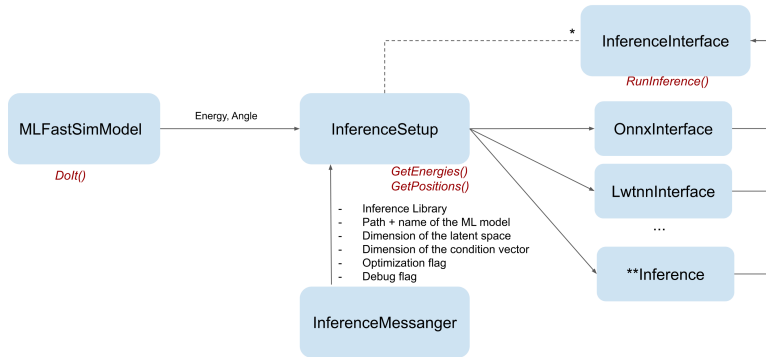 *
InferenceInterface
RunInference()
MLFastSimModel
DoIt()
Energy, Angle
InferenceSetup
GetEnergies()
GetPositions()
OnnxInterface
LwtnnInterface
...
**Inference
- Inference Library
- Path + name of the ML model
- Dimension of the latent space
- Dimension of the condition vector
- Optimization flag
- Debug flag
InferenceMessanger